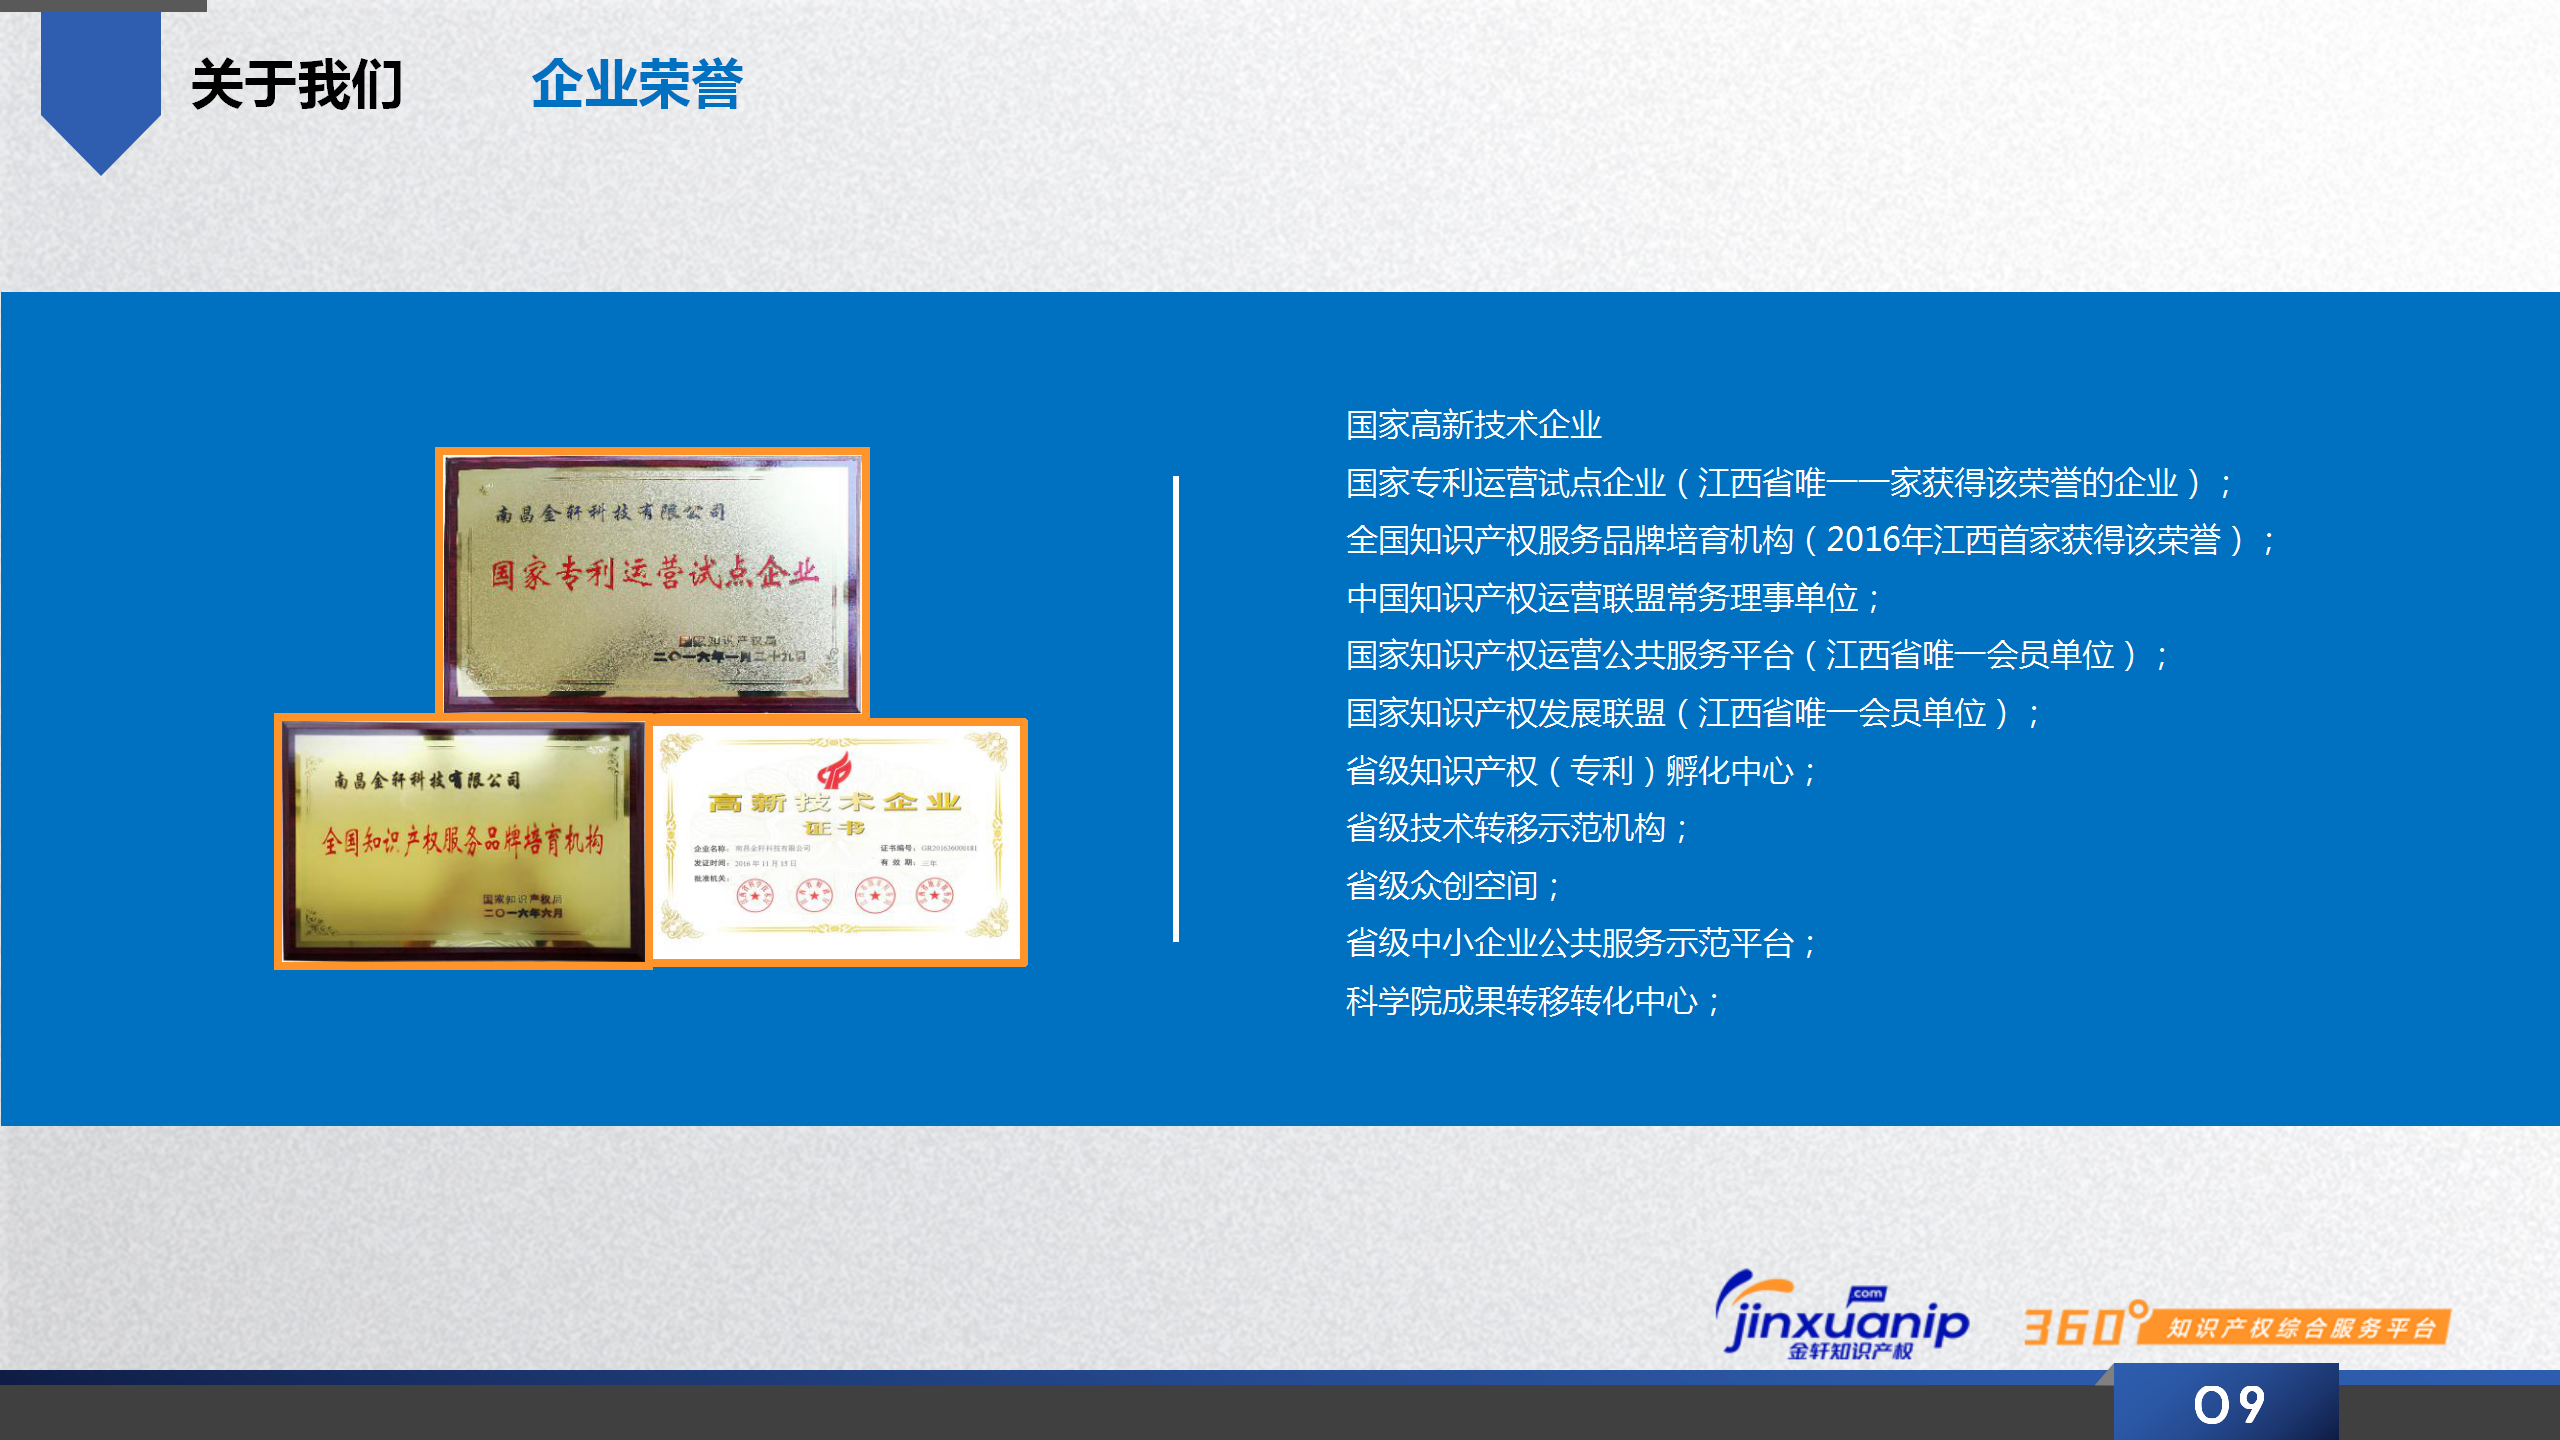 关于我们
企业荣誉
南昌金轩科技有限公司
国家专利运营试点企业
国家知识产权局
二〇一六年一月二十九日
南昌金轩科技有限公司
全国知识产权服务品牌培育机构
国家知识产权局
二〇一六年六月
高新技术企业
证书
企业名称：南昌金轩科技有限公司
证书编号：GR201636000181
发证时间：2016 年 11 月 15 日
有 效 期：三年
批准机关：
国家高新技术企业
国家专利运营试点企业（江西省唯一一家获得该荣誉的企业）；
全国知识产权服务品牌培育机构（2016年江西首家获得该荣誉）；
中国知识产权运营联盟常务理事单位；
国家知识产权运营公共服务平台（江西省唯一会员单位）；
国家知识产权发展联盟（江西省唯一会员单位）；
省级知识产权（专利）孵化中心；
省级技术转移示范机构；
省级众创空间；
省级中小企业公共服务示范平台；
科学院成果转移转化中心；
com
jinxuanip
金轩知识产权
360°
知识产权综合服务平台
09